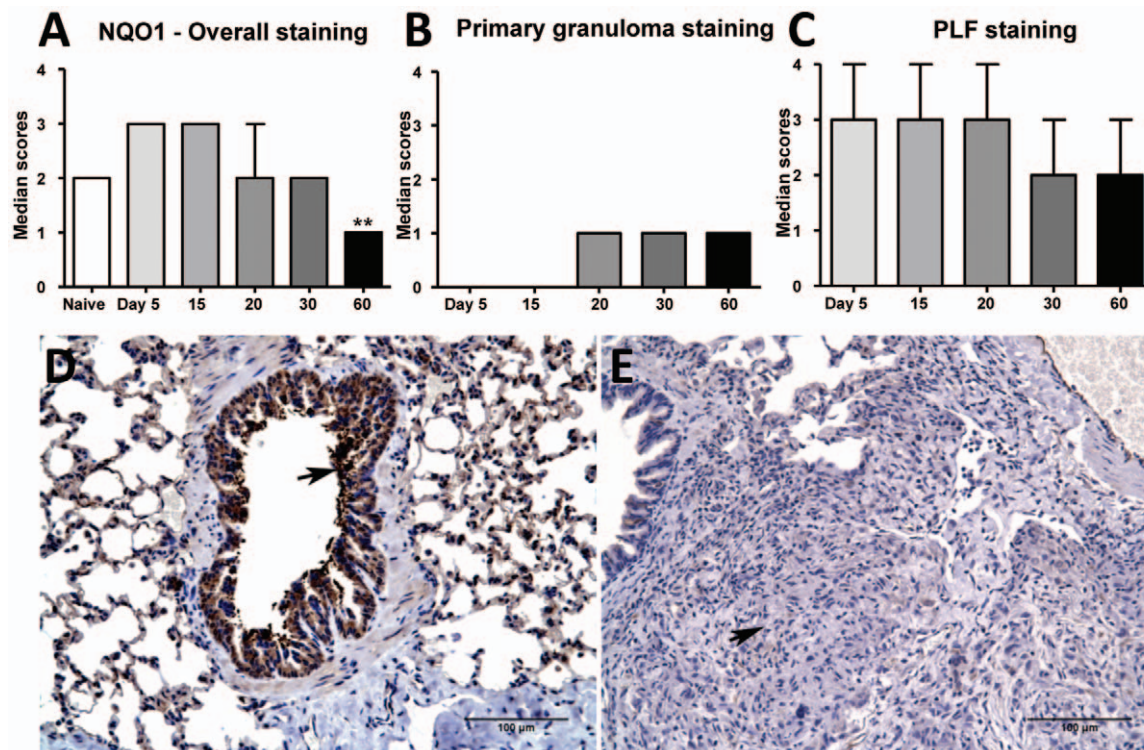 A
NQO1 - Overall staining
Median scores
4
3
2
1
0
**
Naive Day 5 15 20 30 60
B
Primary granuloma staining
Median scores
4
3
2
1
0
Day 5 15 20 30 60
C
PLF staining
Median scores
4
3
2
1
0
Day 5 15 20 30 60
D
100 µm
E
100 µm